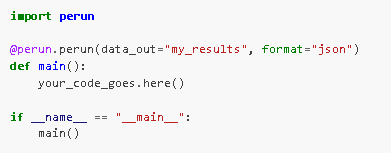 import perun

@perun.perun(data_out="my_results", format="json")
def main():
    your_code_goes.here()

if __name__ == "__main__":
    main()